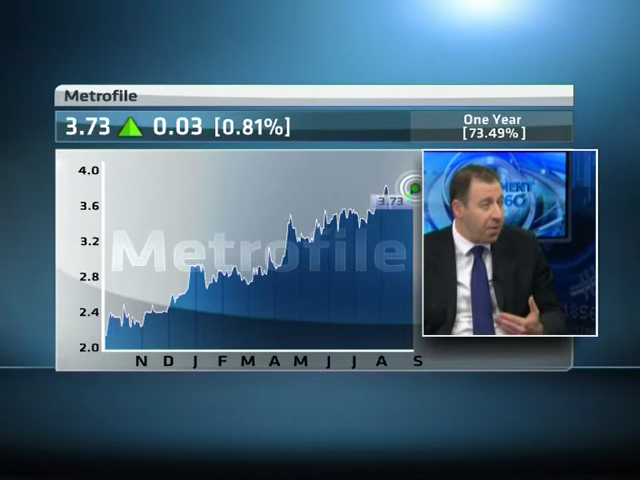 Metrofile
3.73 0.03 [0.81%]
One Year
[73.49%]
4.0
3.6
3.2
2.8
2.4
2.0
Metrofile
3.73
N D J F M A M J J A S